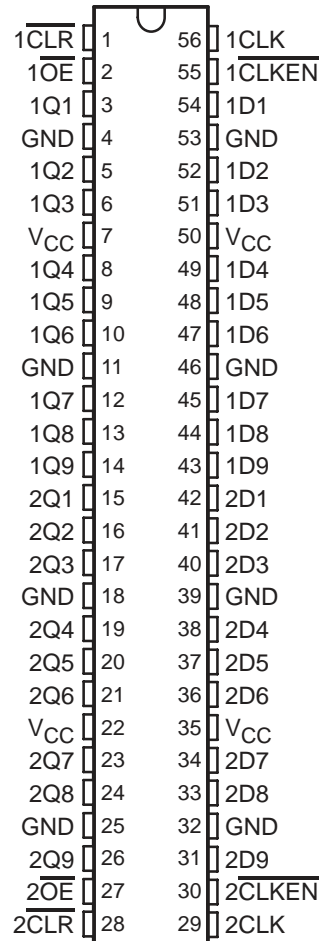 1CLR 1 56 1CLK
1OE 2 55 1CLKEN
1Q1 3 54 1D1
GND 4 53 GND
1Q2 5 52 1D2
1Q3 6 51 1D3
VCC 7 50 VCC
1Q4 8 49 1D4
1Q5 9 48 1D5
1Q6 10 47 1D6
GND 11 46 GND
1Q7 12 45 1D7
1Q8 13 44 1D8
1Q9 14 43 1D9
2Q1 15 42 2D1
2Q2 16 41 2D2
2Q3 17 40 2D3
GND 18 39 GND
2Q4 19 38 2D4
2Q5 20 37 2D5
2Q6 21 36 2D6
VCC 22 35 VCC
2Q7 23 34 2D7
2Q8 24 33 2D8
GND 25 32 GND
2Q9 26 31 2D9
2OE 27 30 2CLKEN
2CLR 28 29 2CLK